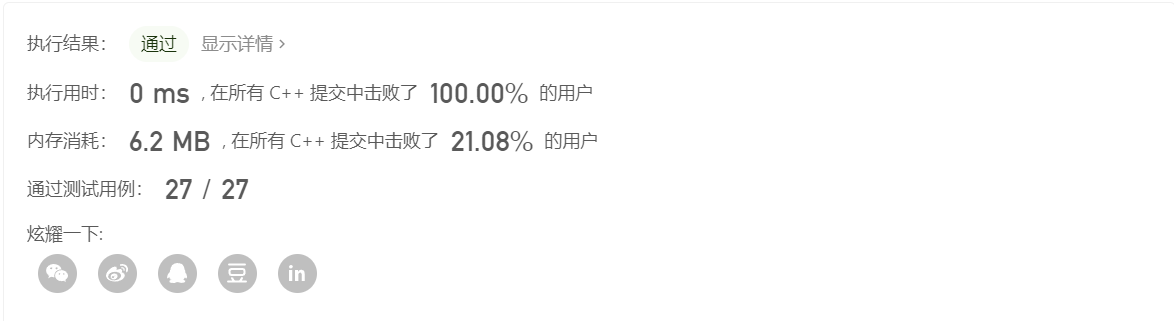 执行结果： 通过 显示详情 ›
执行用时： 0 ms , 在所有 C++ 提交中击败了 100.00% 的用户
内存消耗： 6.2 MB , 在所有 C++ 提交中击败了 21.08% 的用户
通过测试用例： 27 / 27
炫耀一下:
豆 in